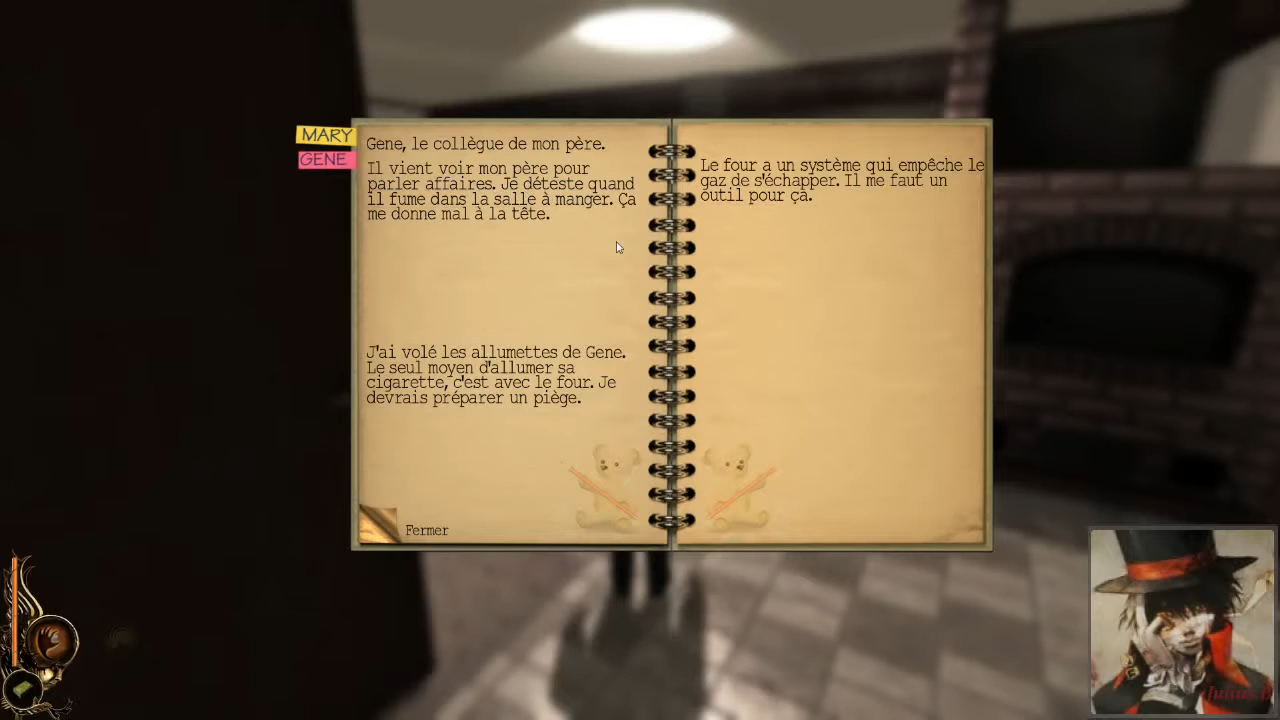 MARY
GENE
Gene, le collègue de mon père.
Il vient voir mon père pour
parler affaires. Je déteste quand
il fume dans la salle à manger. Ça
me donne mal à la tête.
J'ai volé les allumettes de Gene.
Le seul moyen d'allumer sa
cigarette, c'est avec le four. Je
devrais préparer un piège.
Fermer
Le four a un système qui empêche le
gaz de s'échapper. Il me faut un
outil pour ça.